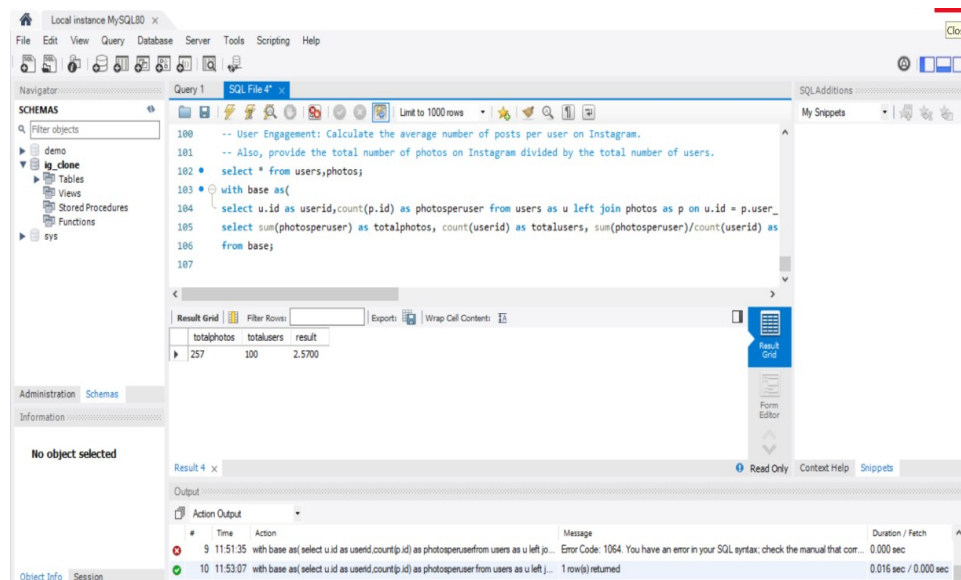 Local instance MySQL80 ×
Clos
File Edit View Query Database Server Tools Scripting Help
Navigator
Query 1 SQL File 4* ×
SQLAdditions
SCHEMAS
Filter objects
Limit to 1000 rows
My Snippets
demo
ig_clone
Tables
Views
Stored Procedures
Functions
sys
100 -- User Engagement: Calculate the average number of posts per user on Instagram.
101 -- Also, provide the total number of photos on Instagram divided by the total number of users.
102 select * from users,photos;
103 with base as(
104 select u.id as userid,count(p.id) as photosperuser from users as u left join photos as p on u.id = p.user_
105 select sum(photosperuser) as totalphotos, count(userid) as totalusers, sum(photosperuser)/count(userid) as
106 from base;
107
Result Grid Filter Rows: Export: Wrap Cell Content:
totalphotos totalusers result
257 100 2.5700
Result Grid
Form Editor
Administration Schemas
Information
No object selected
Result 4 ×
Read Only Context Help Snippets
Output
Action Output
# Time Action Message Duration / Fetch
9 11:51:35 with base as( select u.id as userid,count(p.id) as photosperuserfrom users as u left jo... Error Code: 1064. You have an error in your SQL syntax; check the manual that corr... 0.000 sec
10 11:53:07 with base as( select u.id as userid,count(p.id) as photosperuser from users as u left j... 1 row(s) returned 0.016 sec / 0.000 sec
Object Info Session